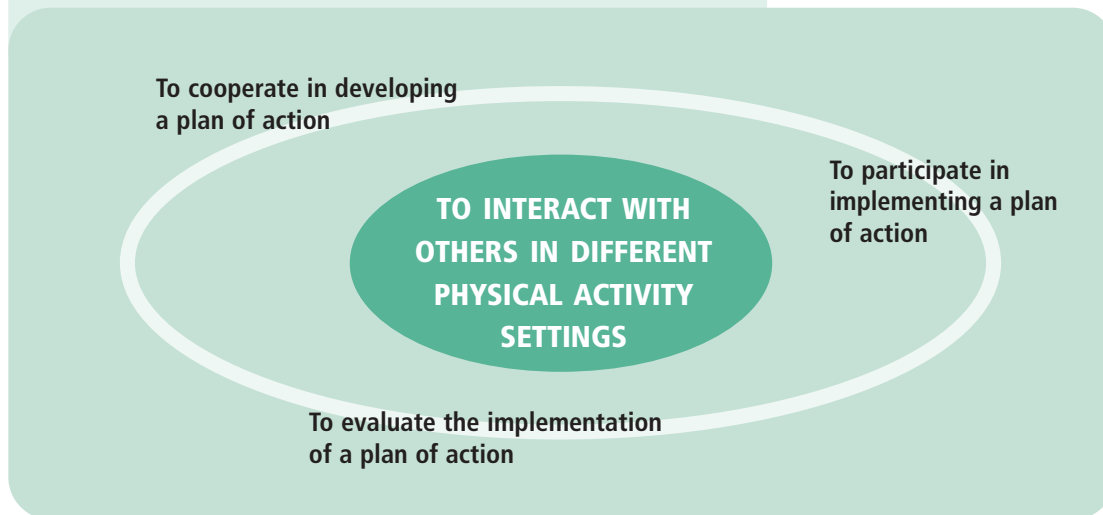 To cooperate in developing
a plan of action
To participate in
implementing a plan
of action
TO INTERACT WITH
OTHERS IN DIFFERENT
PHYSICAL ACTIVITY
SETTINGS
To evaluate the implementation
of a plan of action